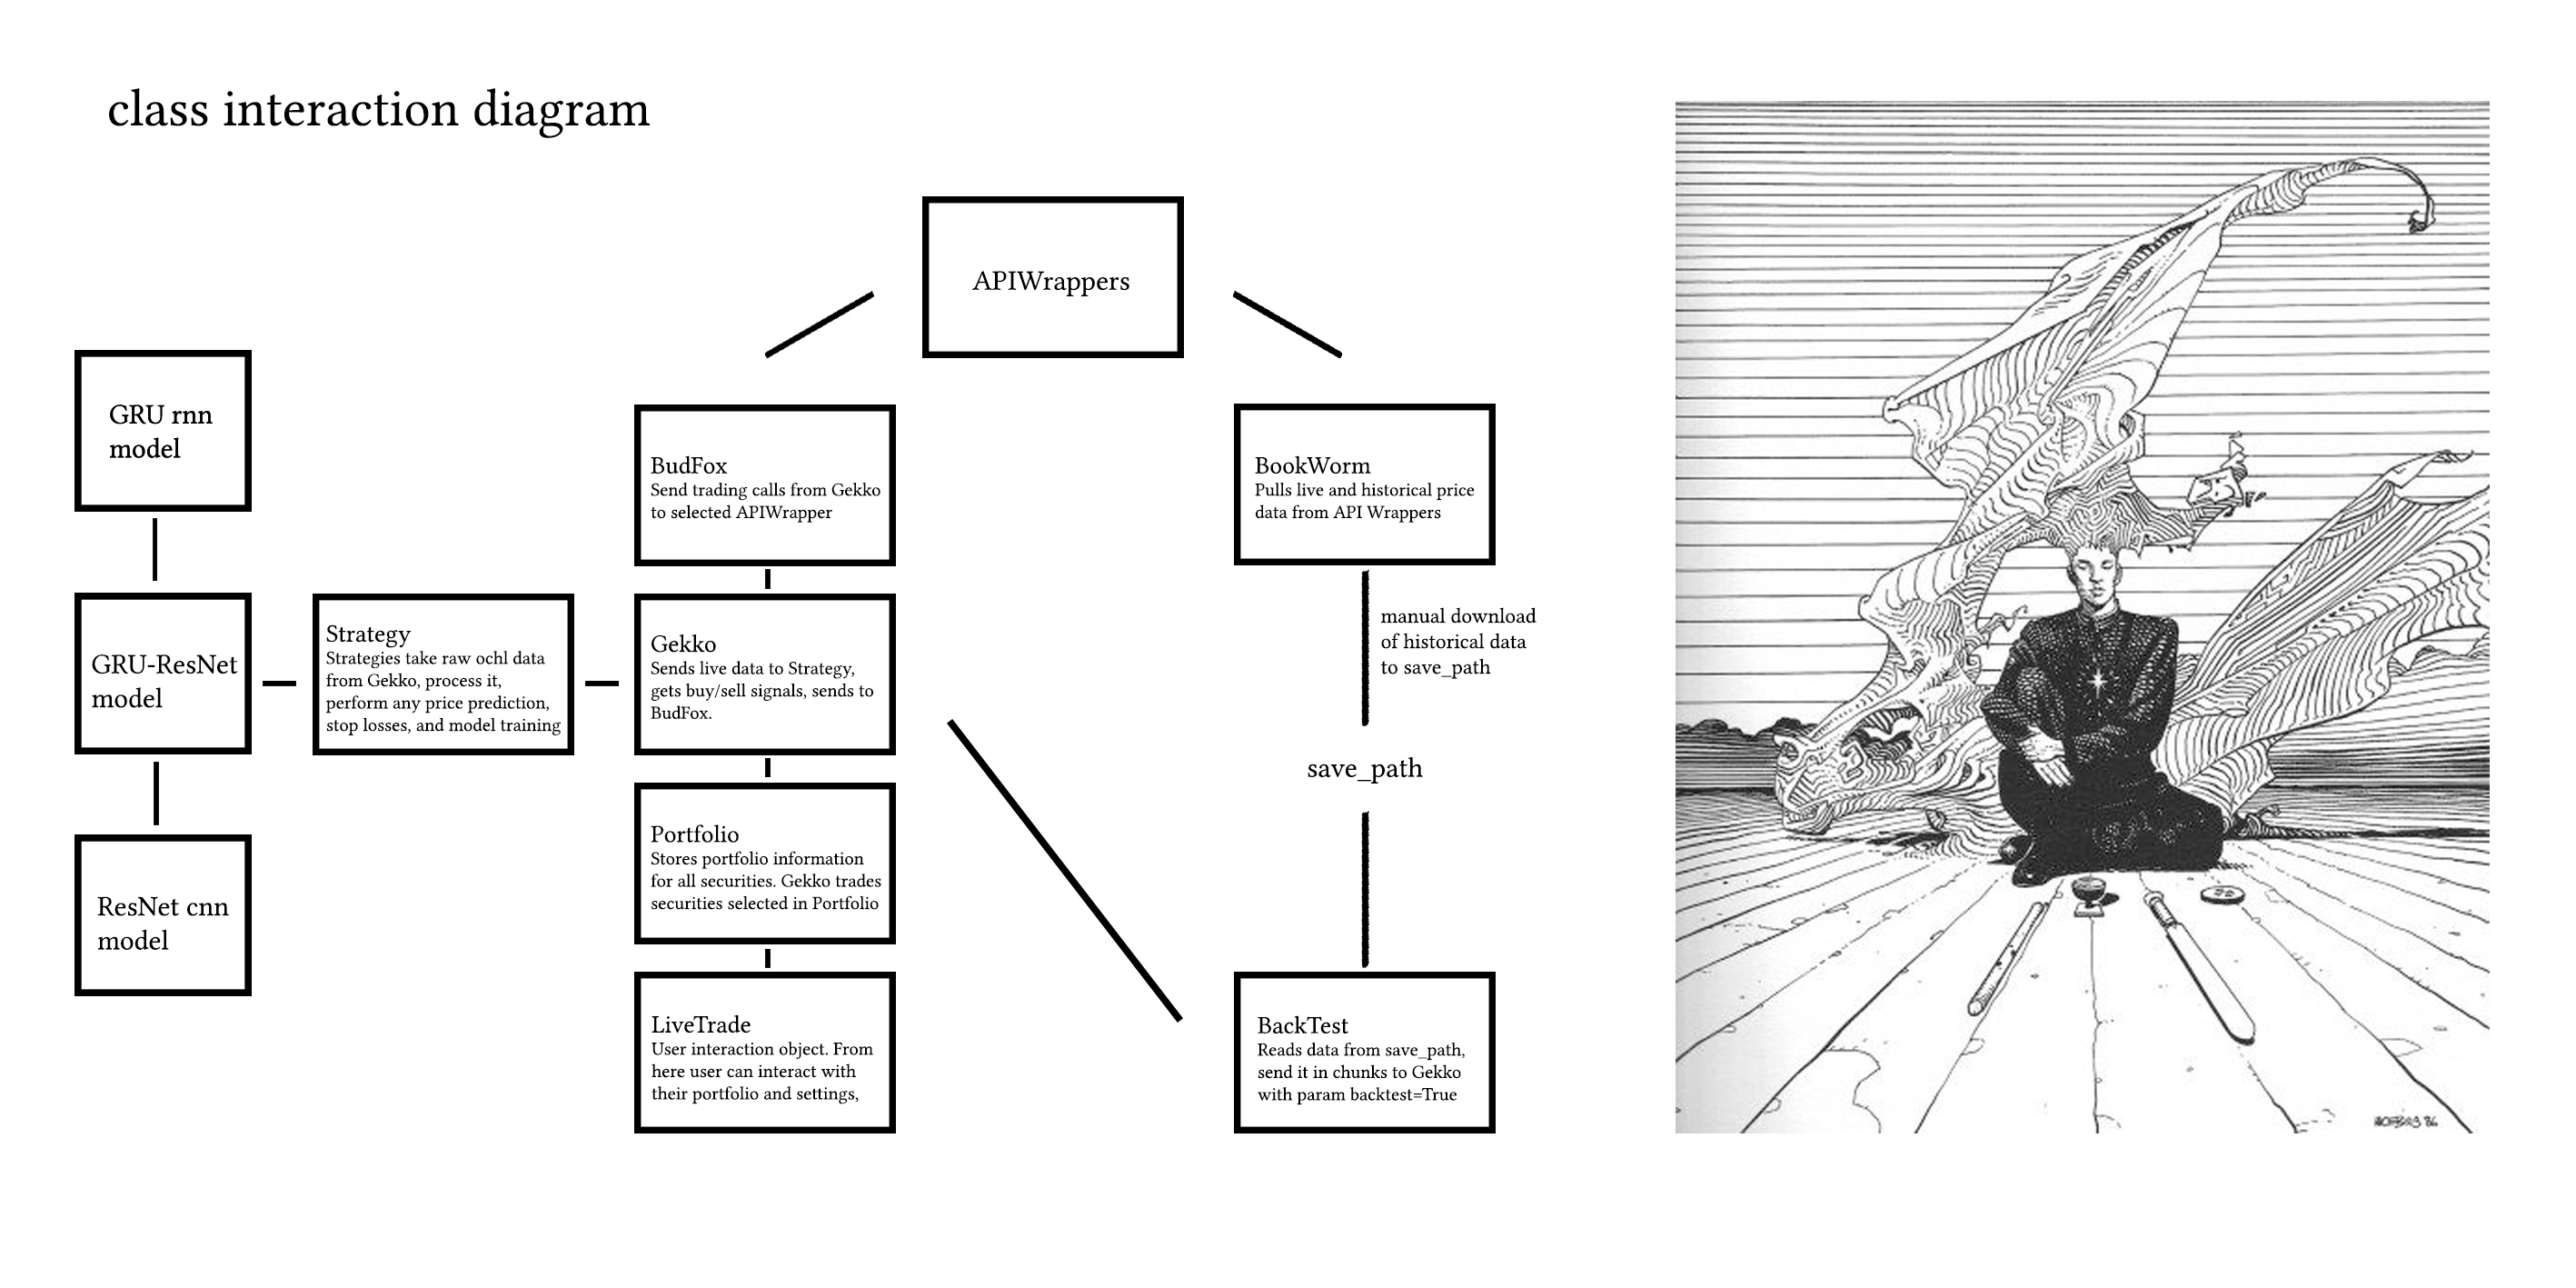 class interaction diagram
APIWrappers
GRU rnn
model
GRU-ResNet
model
ResNet cnn
model
Strategy
Strategies take raw ochl data
from Gekko, process it,
perform any price prediction,
stop losses, and model training
BudFox
Send trading calls from Gekko
to selected APIWrapper
Gekko
Sends live data to Strategy,
gets buy/sell signals, sends to
BudFox.
Portfolio
Stores portfolio information
for all securities. Gekko trades
securities selected in Portfolio
LiveTrade
User interaction object. From
here user can interact with
their portfolio and settings,
BookWorm
Pulls live and historical price
data from API Wrappers
manual download
of historical data
to save_path
save_path
BackTest
Reads data from save_path,
send it in chunks to Gekko
with param backtest=True